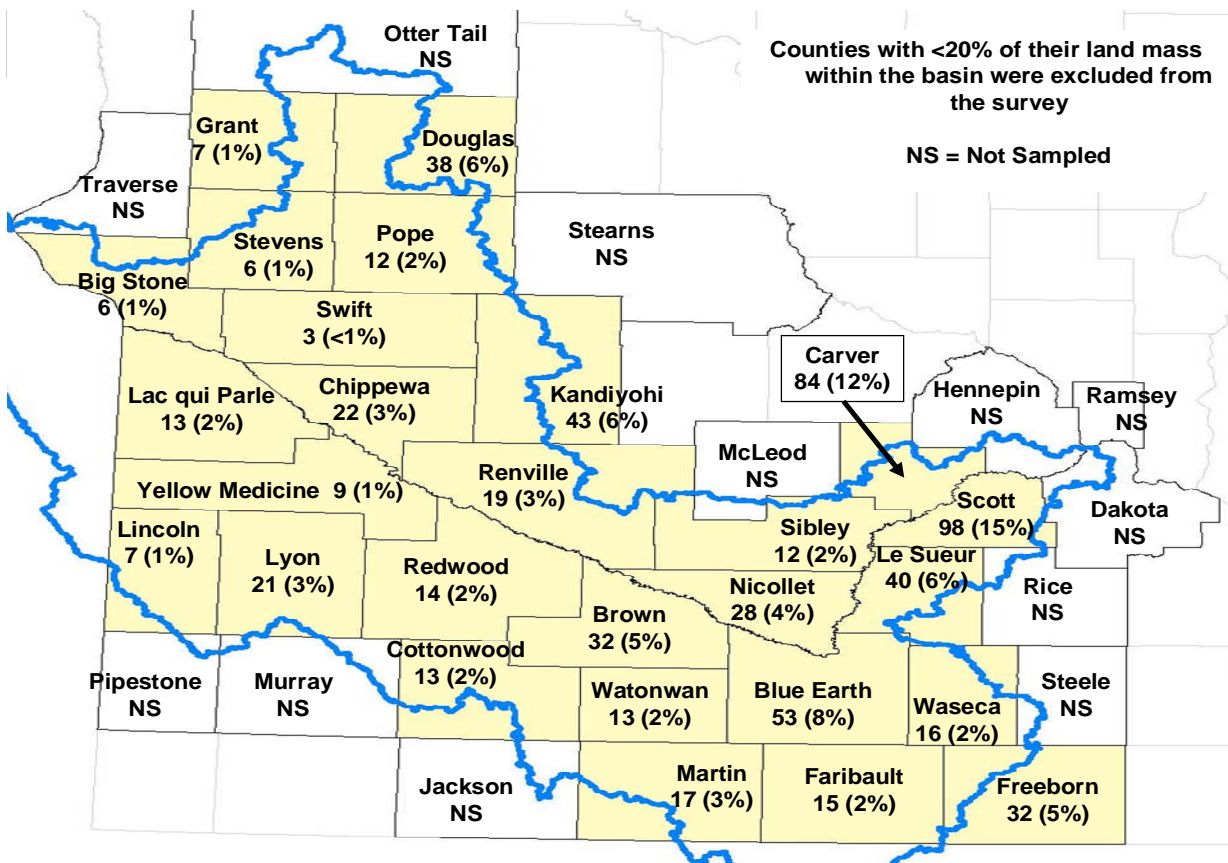 Otter Tail
NS
Counties with <20% of their land mass
within the basin were excluded from
the survey
NS = Not Sampled
Grant
7 (1%)
Douglas
38 (6%)
Traverse
NS
Stevens
6 (1%)
Pope
12 (2%)
Stearns
NS
Big Stone
6 (1%)
Swift
3 (<1%)
Carver
84 (12%)
Lac qui Parle
13 (2%)
Chippewa
22 (3%)
Kandiyohi
43 (6%)
Hennepin
NS
Ramsey
NS
McLeod
NS
Yellow Medicine 9 (1%)
Renville
19 (3%)
Scott
98 (15%)
Dakota
NS
Lincoln
7 (1%)
Lyon
21 (3%)
Redwood
14 (2%)
Sibley
12 (2%)
Le Sueur
40 (6%)
Nicollet
28 (4%)
Rice
NS
Brown
32 (5%)
Cottonwood
13 (2%)
Pipestone
NS
Murray
NS
Watonwan
13 (2%)
Blue Earth
53 (8%)
Waseca
16 (2%)
Steele
NS
Jackson
NS
Martin
17 (3%)
Faribault
15 (2%)
Freeborn
32 (5%)